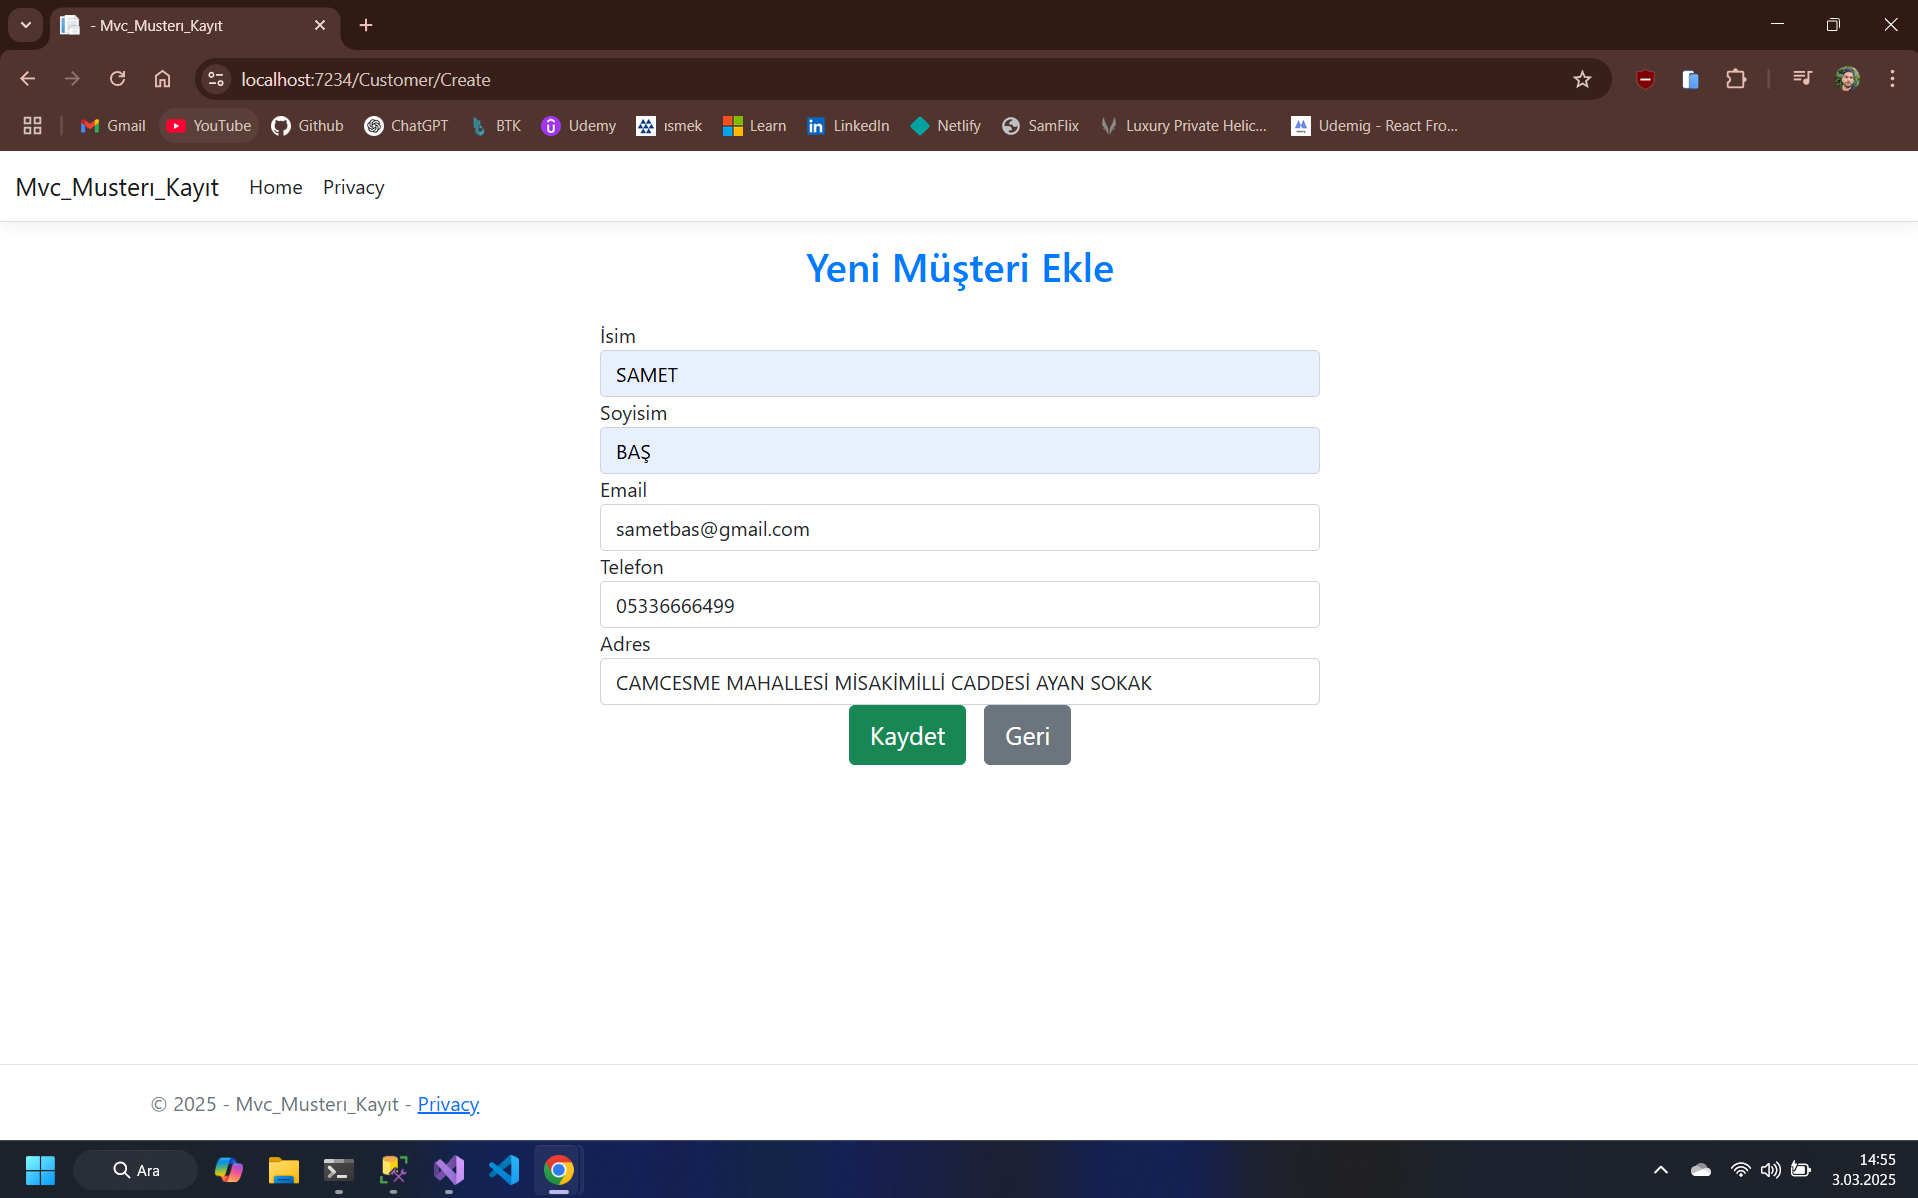 - Mvc_Musterı_Kayıt
localhost:7234/Customer/Create
Gmail YouTube Github ChatGPT BTK Udemy ısmek Learn LinkedIn Netlify SamFlix Luxury Private Helic... Udemig - React Fro...
Mvc_Musterı_Kayıt Home Privacy
Yeni Müşteri Ekle
İsim
SAMET
Soyisim
BAŞ
Email
sametbas@gmail.com
Telefon
05336666499
Adres
CAMCESME MAHALLESİ MİSAKİMİLLİ CADDESİ AYAN SOKAK
Kaydet Geri
© 2025 - Mvc_Musterı_Kayıt - Privacy
Ara
14:55
3.03.2025